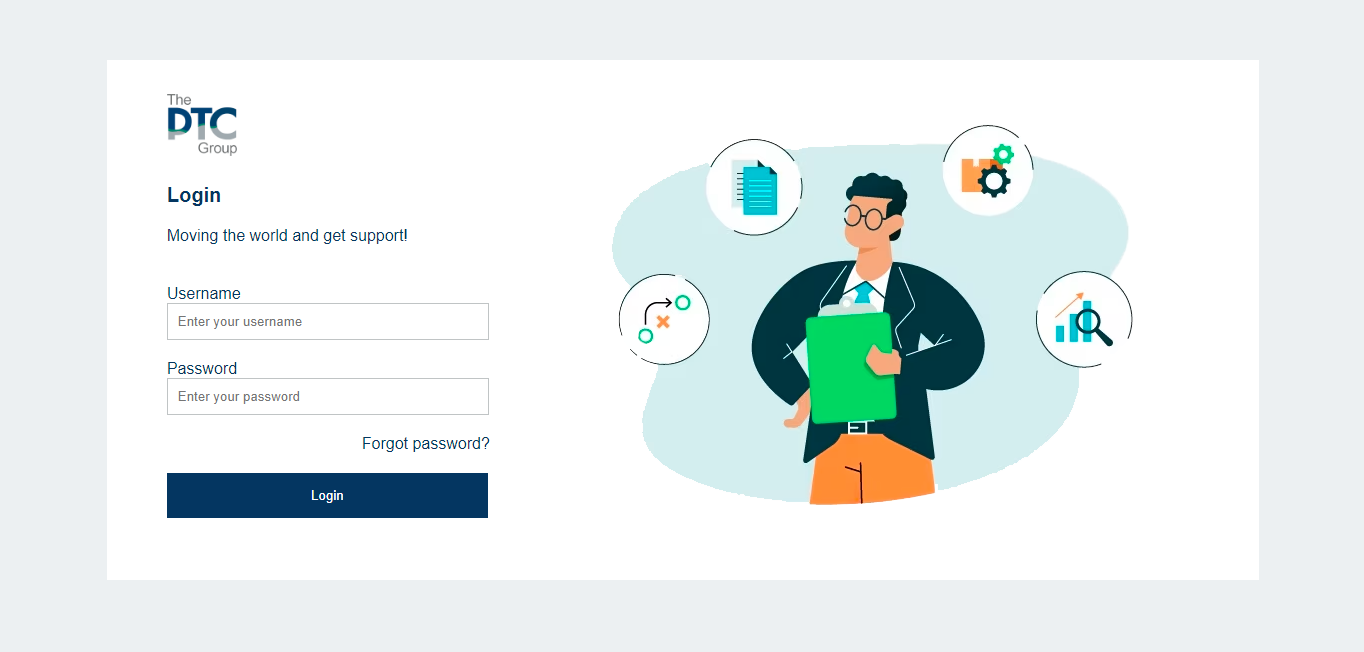 The
PTC
Group
Login
Moving the world and get support!
Username
Enter your username
Password
Enter your password
Forgot password?
Login